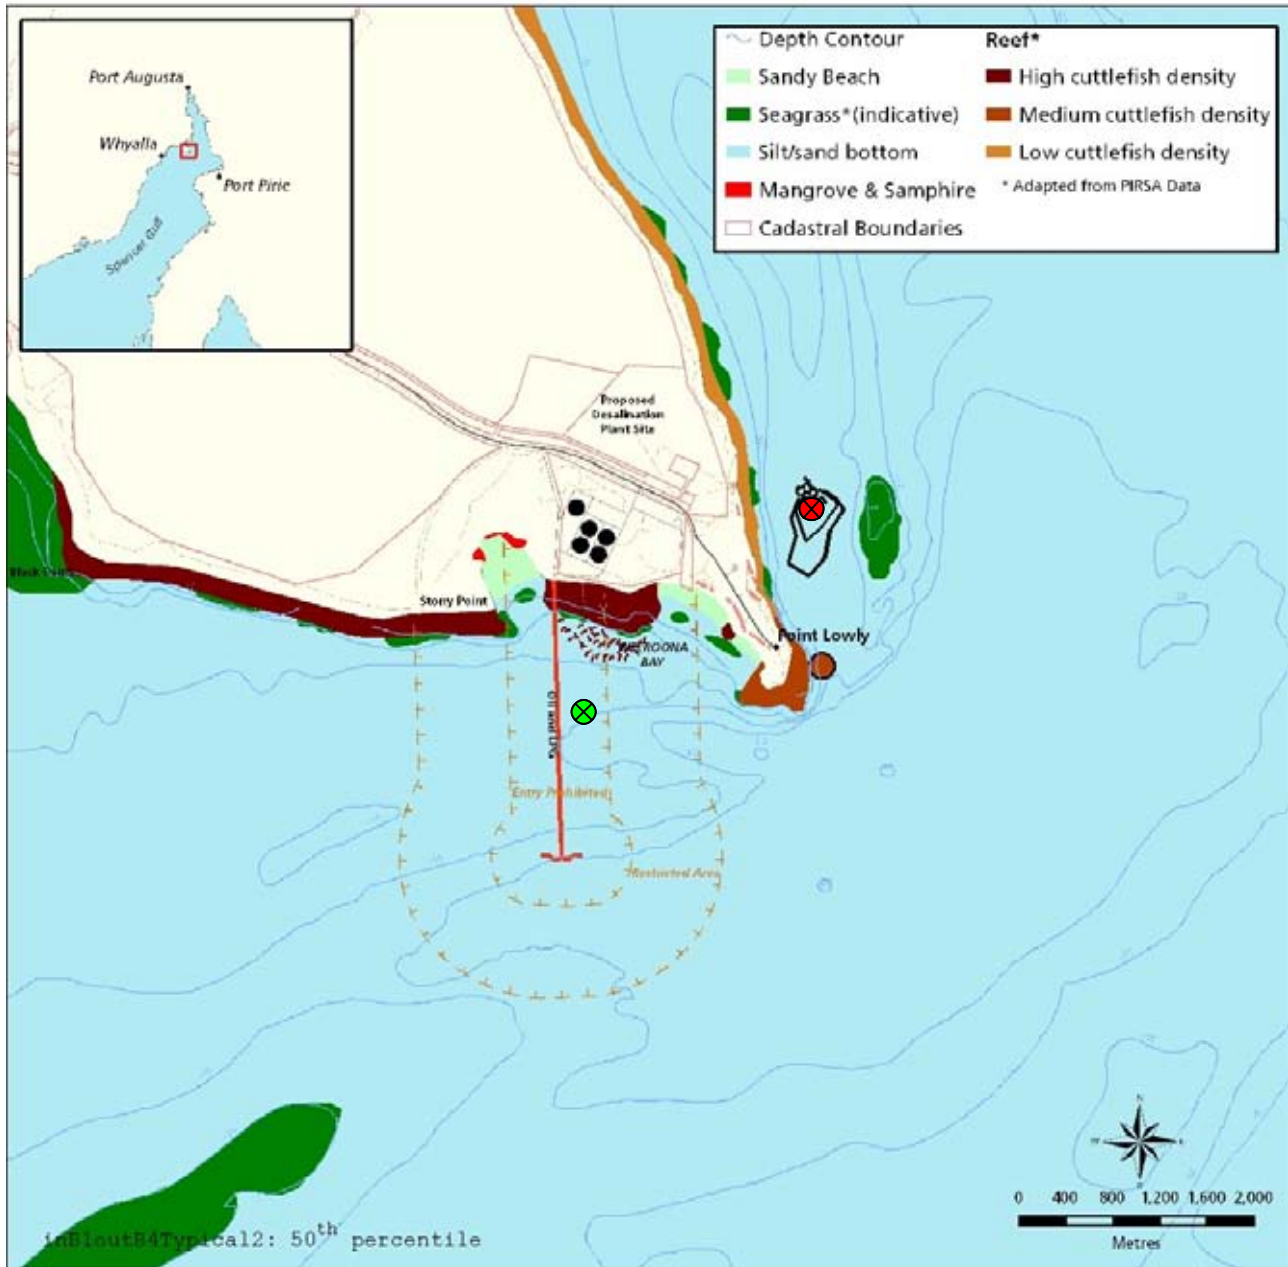 Port Augusta
Whyalla
Port Pirie
Spencer Gulf
Depth Contour
Sandy Beach
Seagrass*(indicative)
Silt/sand bottom
Mangrove & Samphire
Cadastral Boundaries
Reef*
High cuttlefish density
Medium cuttlefish density
Low cuttlefish density
* Adapted from PIRSA Data
Proposed
Desalination
Plant Site
Black Point
Stony Point
Point Lowly
BAY
Entry Prohibited
Restricted Area
N
0 400 800 1,200 1,600 2,000
Metres
inB1outB4Typical2: 50th percentile